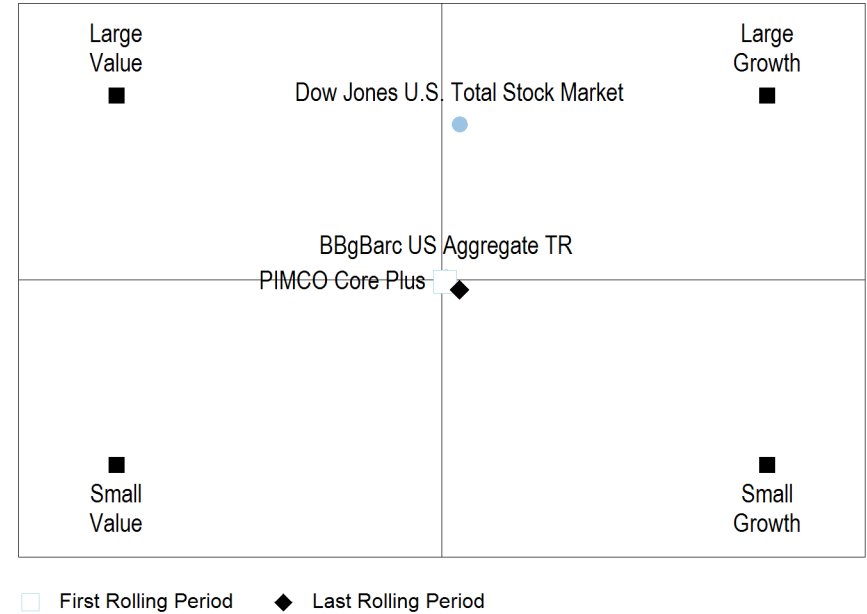 Large
Value
Large
Growth
Dow Jones U.S. Total Stock Market
BBgBarc US Aggregate TR
PIMCO Core Plus
Small
Value
Small
Growth
First Rolling Period
Last Rolling Period